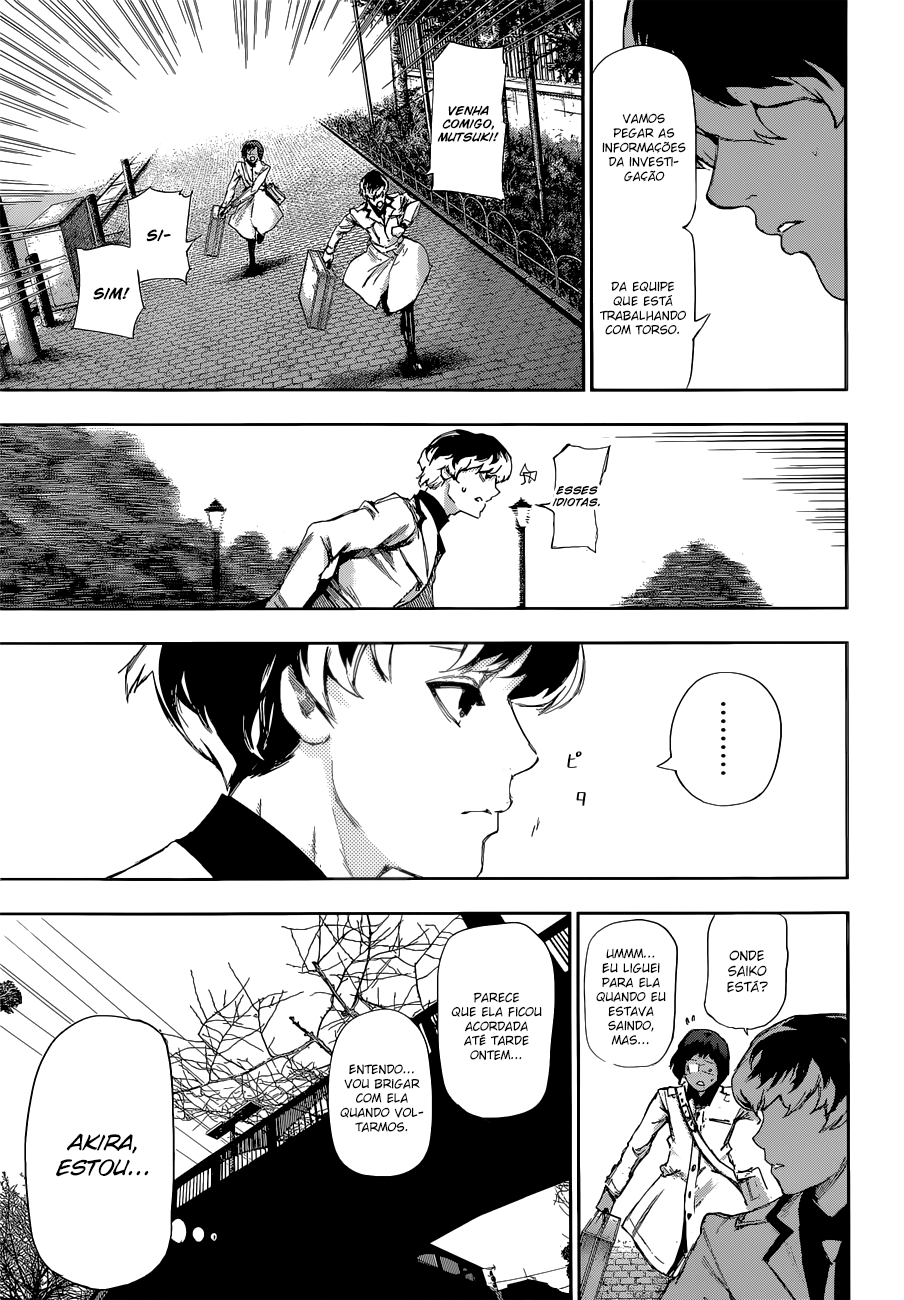 VAMOS
PEGAR AS
INFORMAÇÕES
DA INVESTI-
GAÇÃO
DA EQUIPE
QUE ESTÁ
TRABALHANDO
COM TORSO.
VENHA
COMIGO,
MUTSUKI!
SI-
SIM!
ESSES
IDIOTAS.
........
ピ
タ
ONDE
SAIKO
ESTÁ?
UMMM...
EU LIGUEI
PARA ELA
QUANDO EU
ESTAVA
SAINDO,
MAS...
PARECE
QUE ELA FICOU
ACORDADA
ATÉ TARDE
ONTEM...
ENTENDO...
VOU BRIGAR
COM ELA
QUANDO VOL-
TARMOS.
AKIRA,
ESTOU...